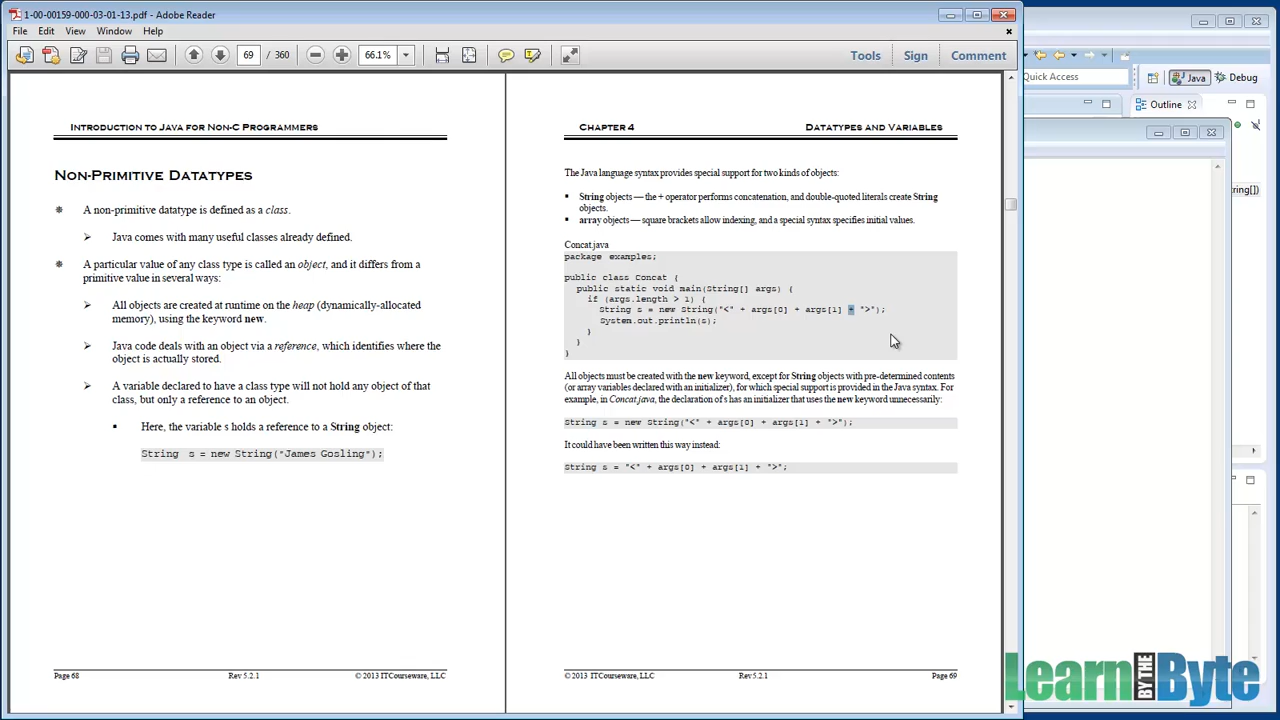 1-00-00159-000-03-01-13.pdf - Adobe Reader
File Edit View Window Help
69 / 360 66.1% Tools Sign Comment
Quick Access Java Debug
Outline
tring[])
INTRODUCTION TO JAVA FOR NON-C PROGRAMMERS
NON-PRIMITIVE DATATYPES
A non-primitive datatype is defined as a class.
Java comes with many useful classes already defined.
A particular value of any class type is called an object, and it differs from a
primitive value in several ways:
All objects are created at runtime on the heap (dynamically-allocated
memory), using the keyword new.
Java code deals with an object via a reference, which identifies where the
object is actually stored.
A variable declared to have a class type will not hold any object of that
class, but only a reference to an object.
Here, the variable s holds a reference to a String object:
String s = new String("James Gosling");
Page 68 Rev 5.2.1 © 2013 ITCourseware, LLC
CHAPTER 4 DATATYPES AND VARIABLES
The Java language syntax provides special support for two kinds of objects:
String objects — the + operator performs concatenation, and double-quoted literals create String
objects.
array objects — square brackets allow indexing, and a special syntax specifies initial values.
Concat.java
package examples;
public class Concat {
public static void main(String[] args) {
if (args.length > 1) {
String s = new String("<" + args[0] + args[1] + ">");
System.out.println(s);
}
}
}
All objects must be created with the new keyword, except for String objects with pre-determined contents
(or array variables declared with an initializer), for which special support is provided in the Java syntax. For
example, in Concat.java, the declaration of s has an initializer that uses the new keyword unnecessarily:
String s = new String("<" + args[0] + args[1] + ">");
It could have been written this way instead:
String s = "<" + args[0] + args[1] + ">";
© 2013 ITCourseware, LLC Rev 5.2.1 Page 69
Learn BY THE Byte